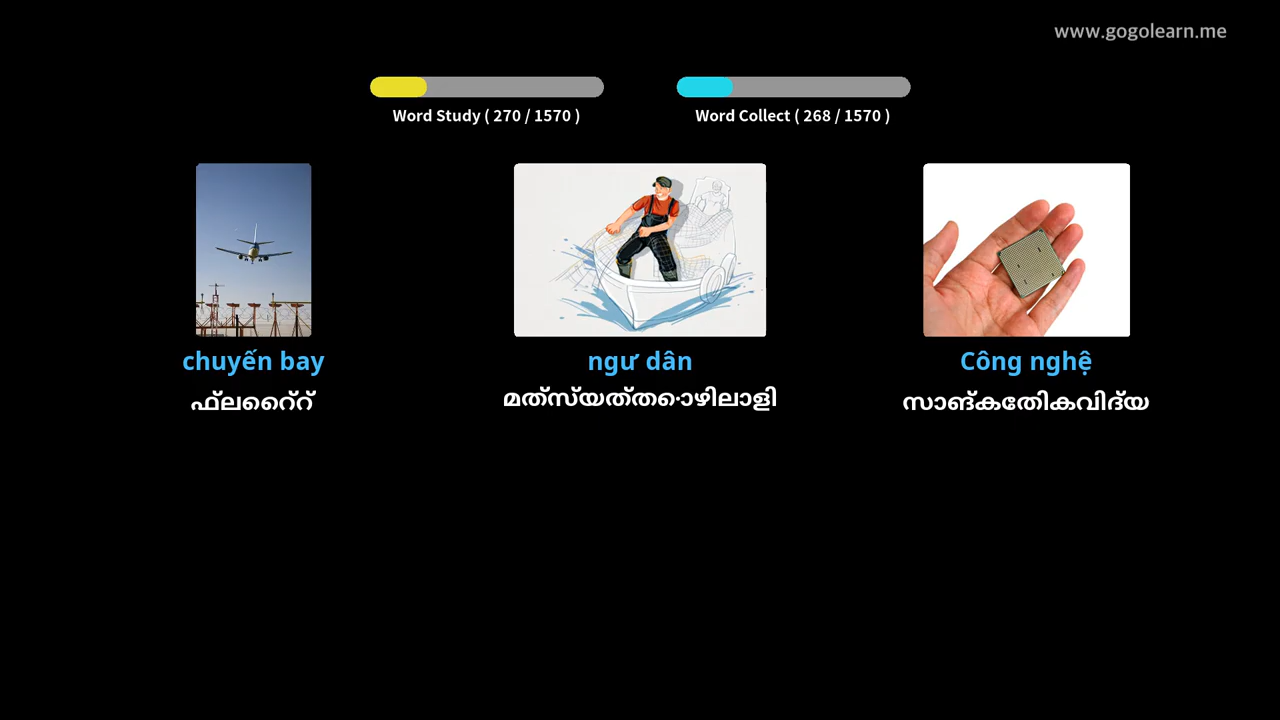 www.gogolearn.me
Word Study ( 270 / 1570 )
Word Collect ( 268 / 1570 )
chuyến bay
ngư dân
Công nghệ
ഫ്ലൈറ്റ്
മത്സ്യത്തൊഴിലാളി
സാങ്കേതികവിദ്യ